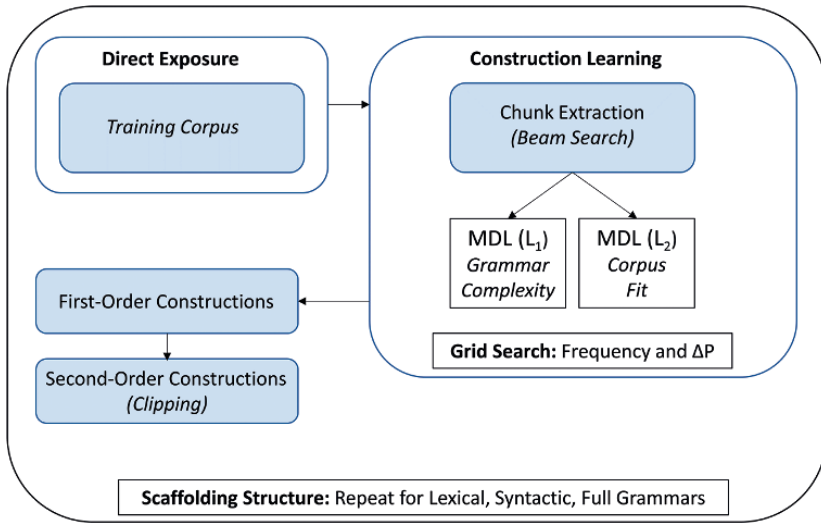 Direct Exposure
Training Corpus
Construction Learning
Chunk Extraction
(Beam Search)
MDL (L₁)
Grammar
Complexity
MDL (L₂)
Corpus
Fit
Grid Search: Frequency and ΔP
First-Order Constructions
Second-Order Constructions
(Clipping)
Scaffolding Structure: Repeat for Lexical, Syntactic, Full Grammars